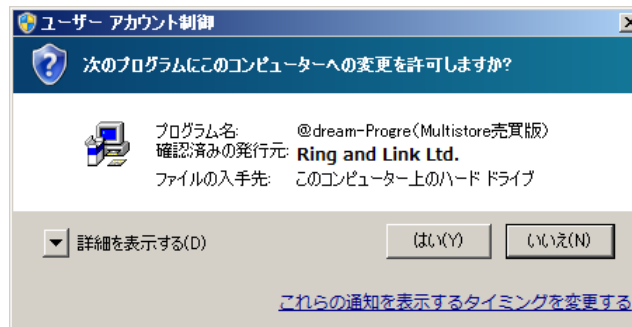 ユーザー アカウント制御
次のプログラムにこのコンピューターへの変更を許可しますか?
プログラム名: @dream-Progre(Multistore売買版)
確認済みの発行元: Ring and Link Ltd.
ファイルの入手先: このコンピューター上のハード ドライブ
詳細を表示する(D) はい(Y) いいえ(N)
これらの通知を表示するタイミングを変更する